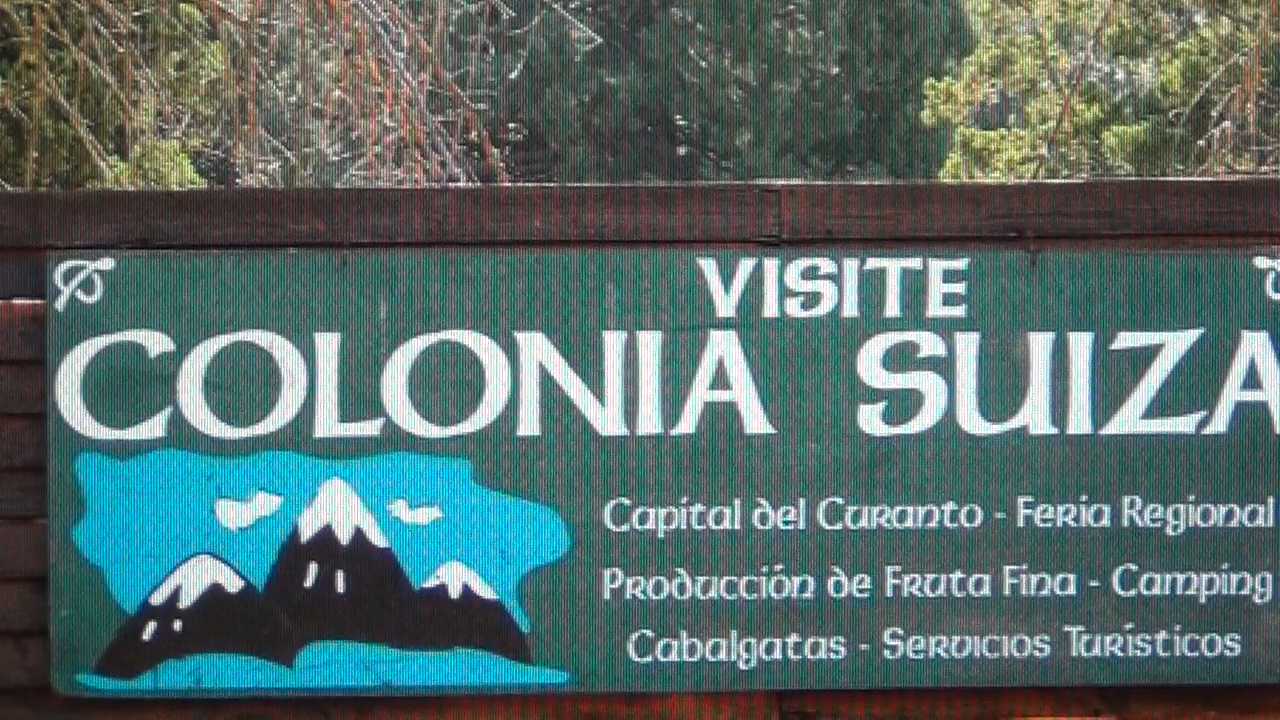 VISITE
COLONIA SUIZA
Capital del Curanto - Feria Regional
Producción de Fruta Fina - Camping
Cabalgatas - Servicios Turísticos